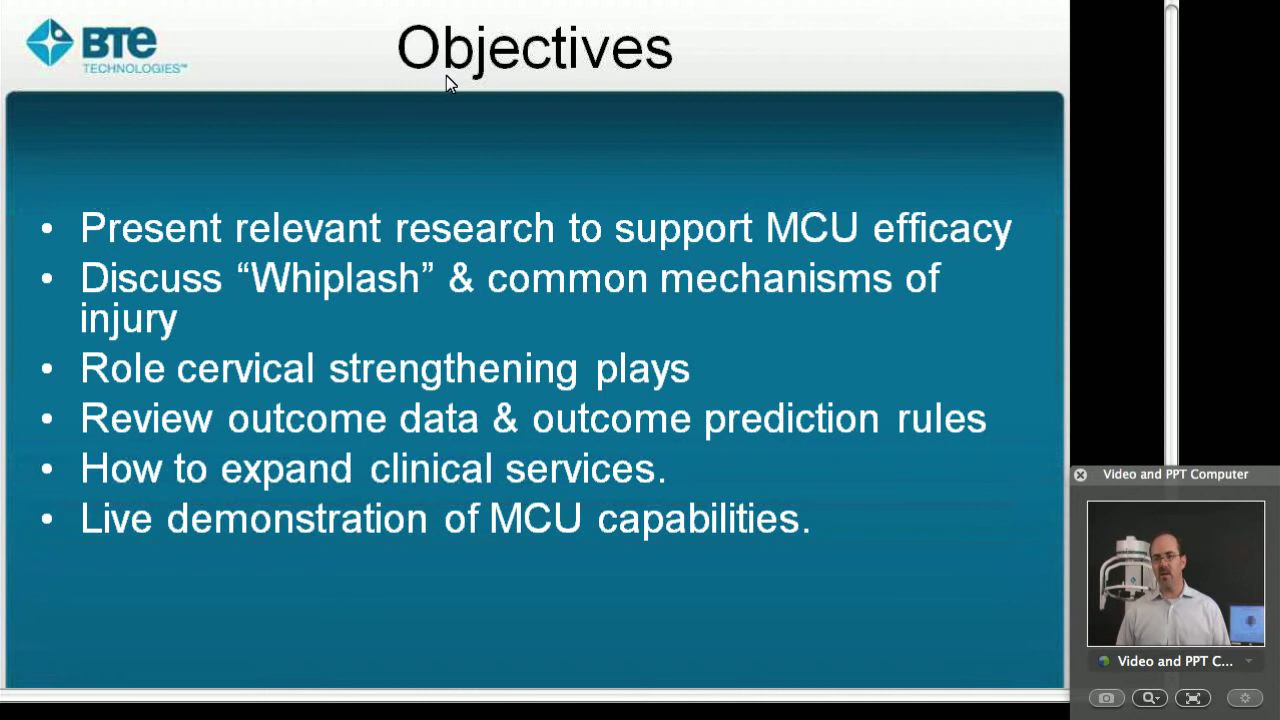 BTE
TECHNOLOGIES™
Objectives
• Present relevant research to support MCU efficacy
• Discuss “Whiplash” & common mechanisms of
injury
• Role cervical strengthening plays
• Review outcome data & outcome prediction rules
• How to expand clinical services.
• Live demonstration of MCU capabilities.
Video and PPT Computer
Video and PPT C...